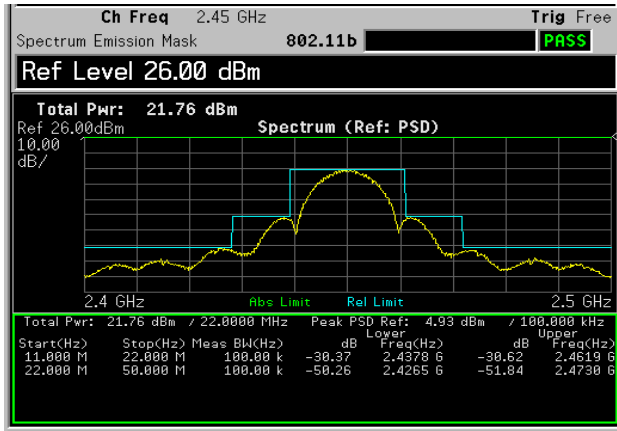 Ch Freq 2.45 GHz Trig Free
Spectrum Emission Mask 802.11b PASS
Ref Level 26.00 dBm
Total Pwr: 21.76 dBm
Ref 26.00dBm Spectrum (Ref: PSD)
10.00
dB/
2.4 GHz Abs Limit Rel Limit 2.5 GHz
Total Pwr: 21.76 dBm / 22.0000 MHz Peak PSD Ref: 4.93 dBm / 100.000 kHz
Lower Upper
Start(Hz) Stop(Hz) Meas BW(Hz) dB Freq(Hz) dB Freq(Hz)
11.000 M 22.000 M 100.00 k -30.37 2.4378 G -30.62 2.4619 G
22.000 M 50.000 M 100.00 k -50.26 2.4265 G -51.84 2.4730 G